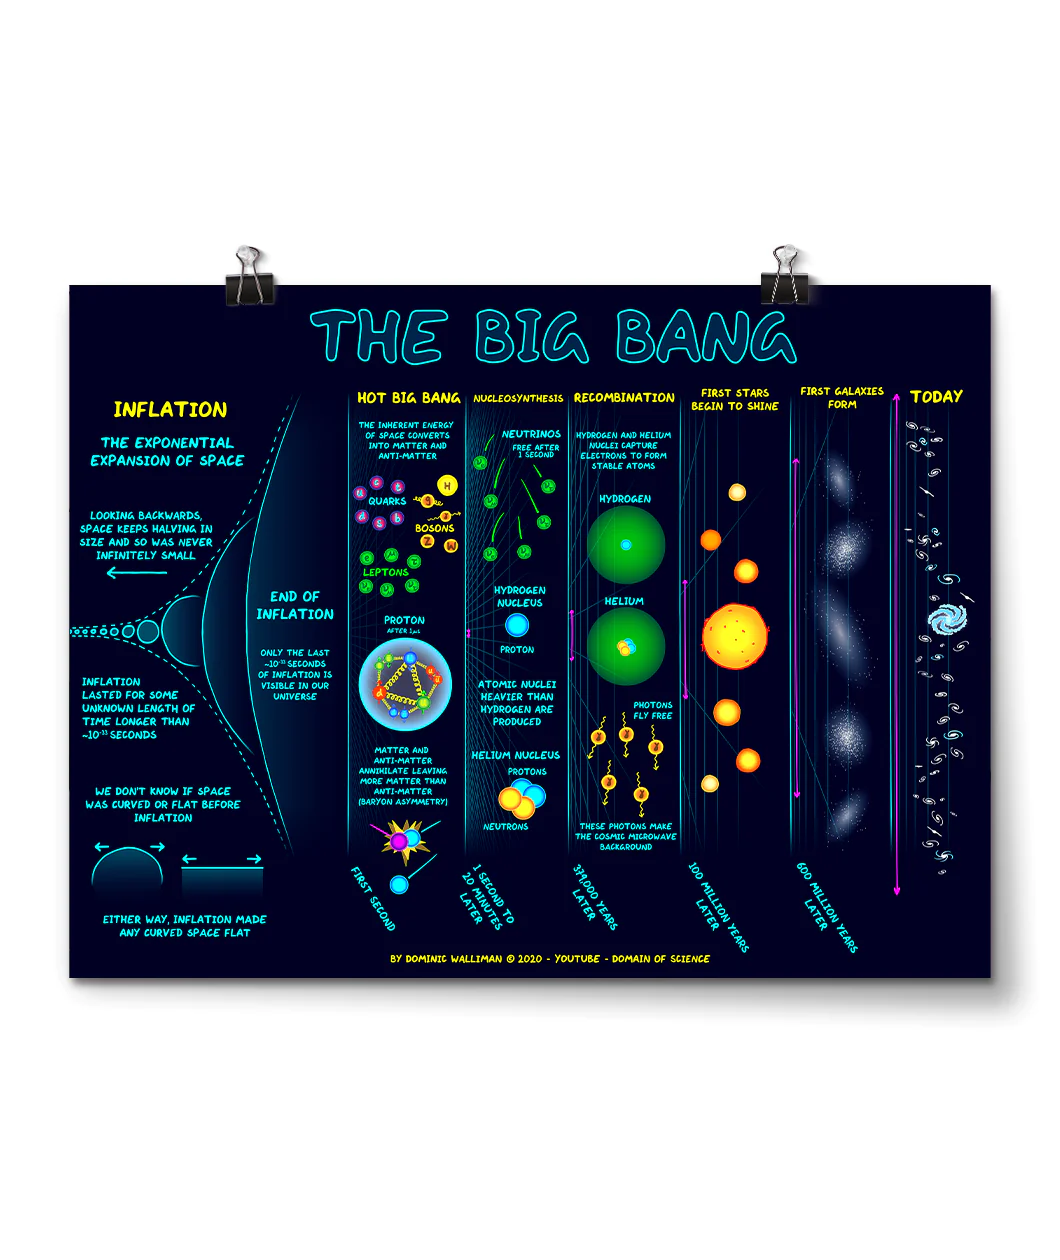 THE BIG BANG
INFLATION
THE EXPONENTIAL
EXPANSION OF SPACE
LOOKING BACKWARDS,
SPACE KEEPS HALVING IN
SIZE AND SO WAS NEVER
INFINITELY SMALL
INFLATION
LASTED FOR SOME
UNKNOWN LENGTH OF
TIME LONGER THAN
~10⁻³³ SECONDS
WE DON'T KNOW IF SPACE
WAS CURVED OR FLAT BEFORE
INFLATION
EITHER WAY, INFLATION MADE
ANY CURVED SPACE FLAT
END OF
INFLATION
ONLY THE LAST
~10⁻³³ SECONDS
OF INFLATION IS
VISIBLE IN OUR
UNIVERSE
HOT BIG BANG
THE INHERENT ENERGY
OF SPACE CONVERTS
INTO MATTER AND
ANTI-MATTER
u c t
QUARKS
d s b
H
g
BOSONS
Z W
LEPTONS
PROTON
AFTER 1μs
MATTER AND
ANTI-MATTER
ANNIHILATE LEAVING
MORE MATTER THAN
ANTI-MATTER
(BARYON ASYMMETRY)
FIRST SECOND
NUCLEOSYNTHESIS
NEUTRINOS
FREE AFTER
1 SECOND
HYDROGEN
NUCLEUS
PROTON
ATOMIC NUCLEI
HEAVIER THAN
HYDROGEN ARE
PRODUCED
HELIUM NUCLEUS
PROTONS
NEUTRONS
1 SECOND TO
20 MINUTES
LATER
RECOMBINATION
HYDROGEN AND HELIUM
NUCLEI CAPTURE
ELECTRONS TO FORM
STABLE ATOMS
HYDROGEN
HELIUM
PHOTONS
FLY FREE
THESE PHOTONS MAKE
THE COSMIC MICROWAVE
BACKGROUND
379,000 YEARS
LATER
FIRST STARS
BEGIN TO SHINE
100 MILLION YEARS
LATER
FIRST GALAXIES
FORM
600 MILLION YEARS
LATER
TODAY
BY DOMINIC WALLIMAN © 2020 - YOUTUBE - DOMAIN OF SCIENCE